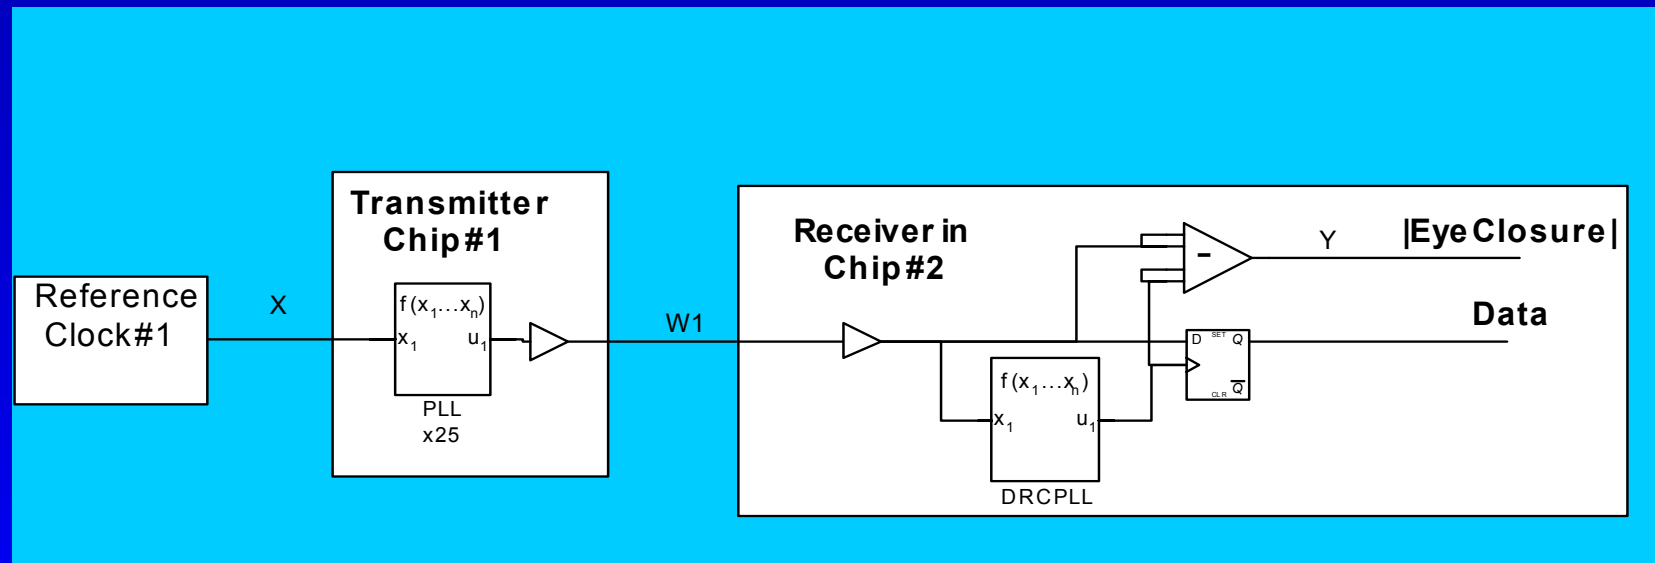 Reference
Clock#1
X
Transmitter
Chip#1
f(x1...xn)
x1
u1
PLL
x25
W1
Receiver in
Chip#2
f(x1...xn)
x1
u1
DRCPLL
-
Y
|Eye Closure|
D
SET
Q
CLR
Q̅
Data